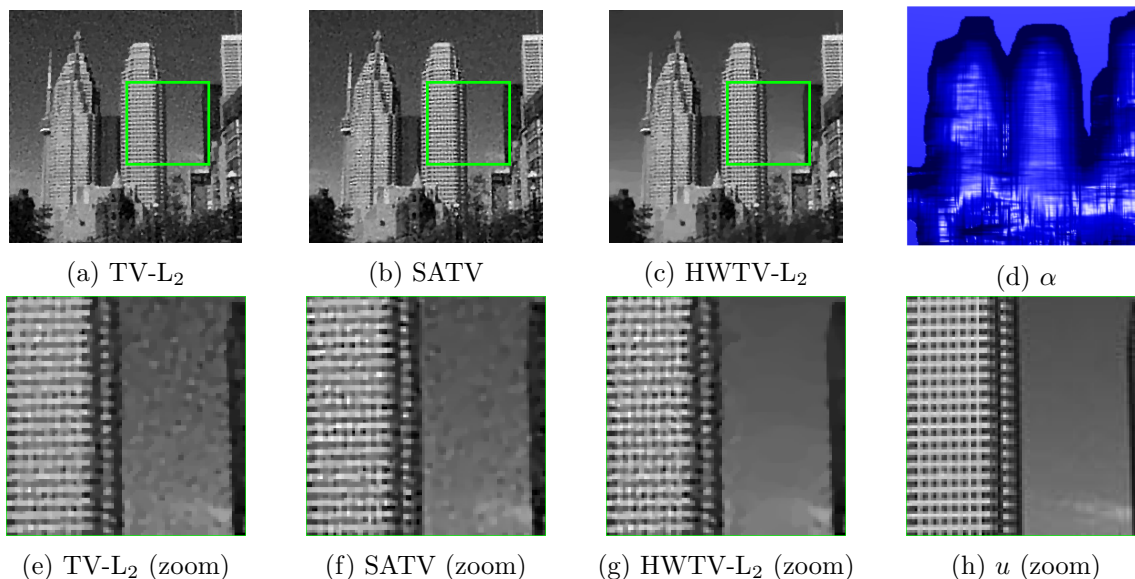 (a) TV-L₂
(b) SATV
(c) HWTV-L₂
(d) α
(e) TV-L₂ (zoom)
(f) SATV (zoom)
(g) HWTV-L₂ (zoom)
(h) u (zoom)